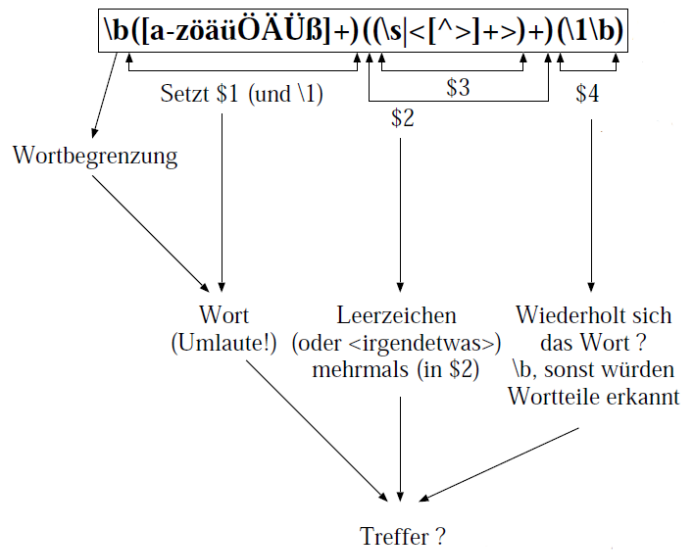 \b([a-zöäüÖÄÜß]+)((\s|<[^>]+>)+)(\1\b)
Setzt $1 (und \1)
$3
$4
$2
Wortbegrenzung
Wort
(Umlaute!)
Leerzeichen
(oder <irgendetwas>)
mehrmals (in $2)
Wiederholt sich
das Wort ?
\b, sonst würden
Wortteile erkannt
Treffer ?